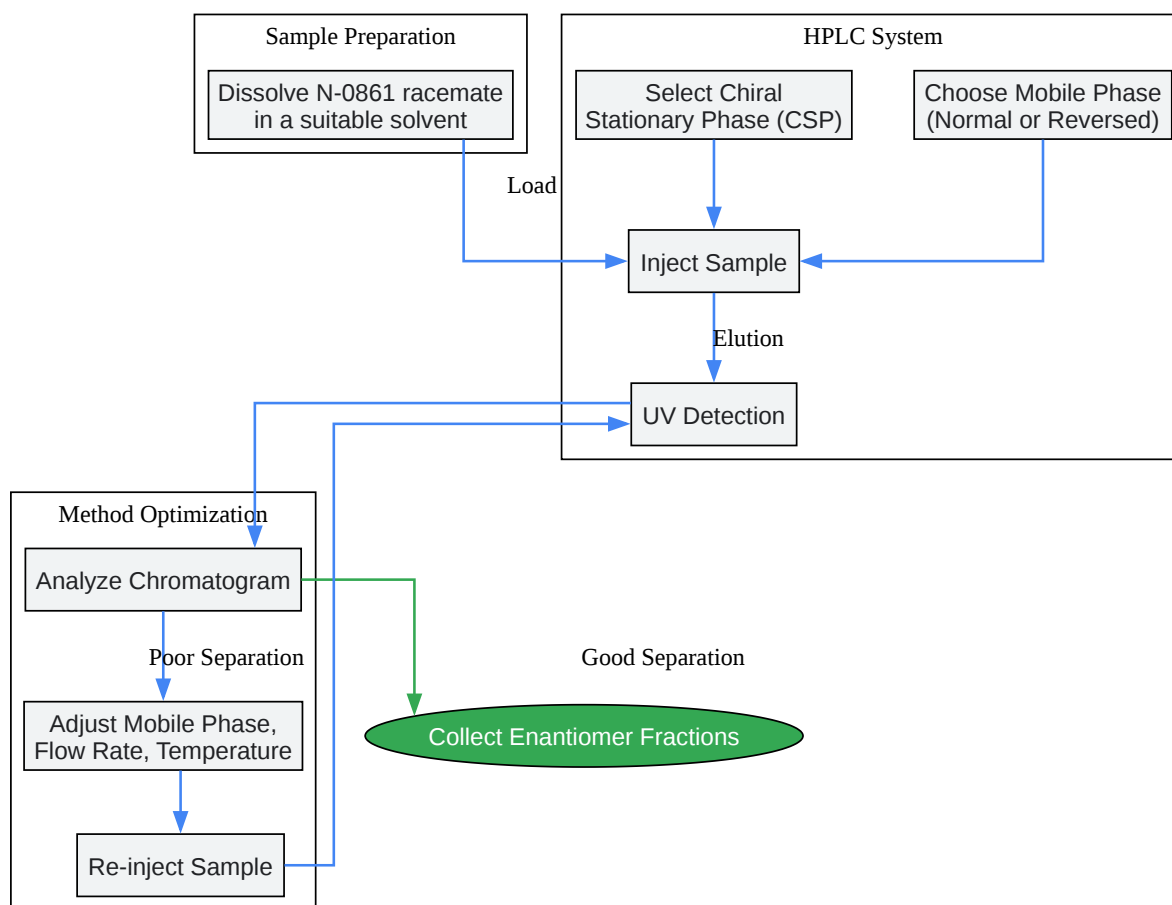 Sample Preparation
Dissolve N-0861 racemate
in a suitable solvent
HPLC System
Select Chiral
Stationary Phase (CSP)
Choose Mobile Phase
(Normal or Reversed)
Load
Inject Sample
Elution
UV Detection
Method Optimization
Analyze Chromatogram
Poor Separation
Good Separation
Adjust Mobile Phase,
Flow Rate, Temperature
Collect Enantiomer Fractions
Re-inject Sample